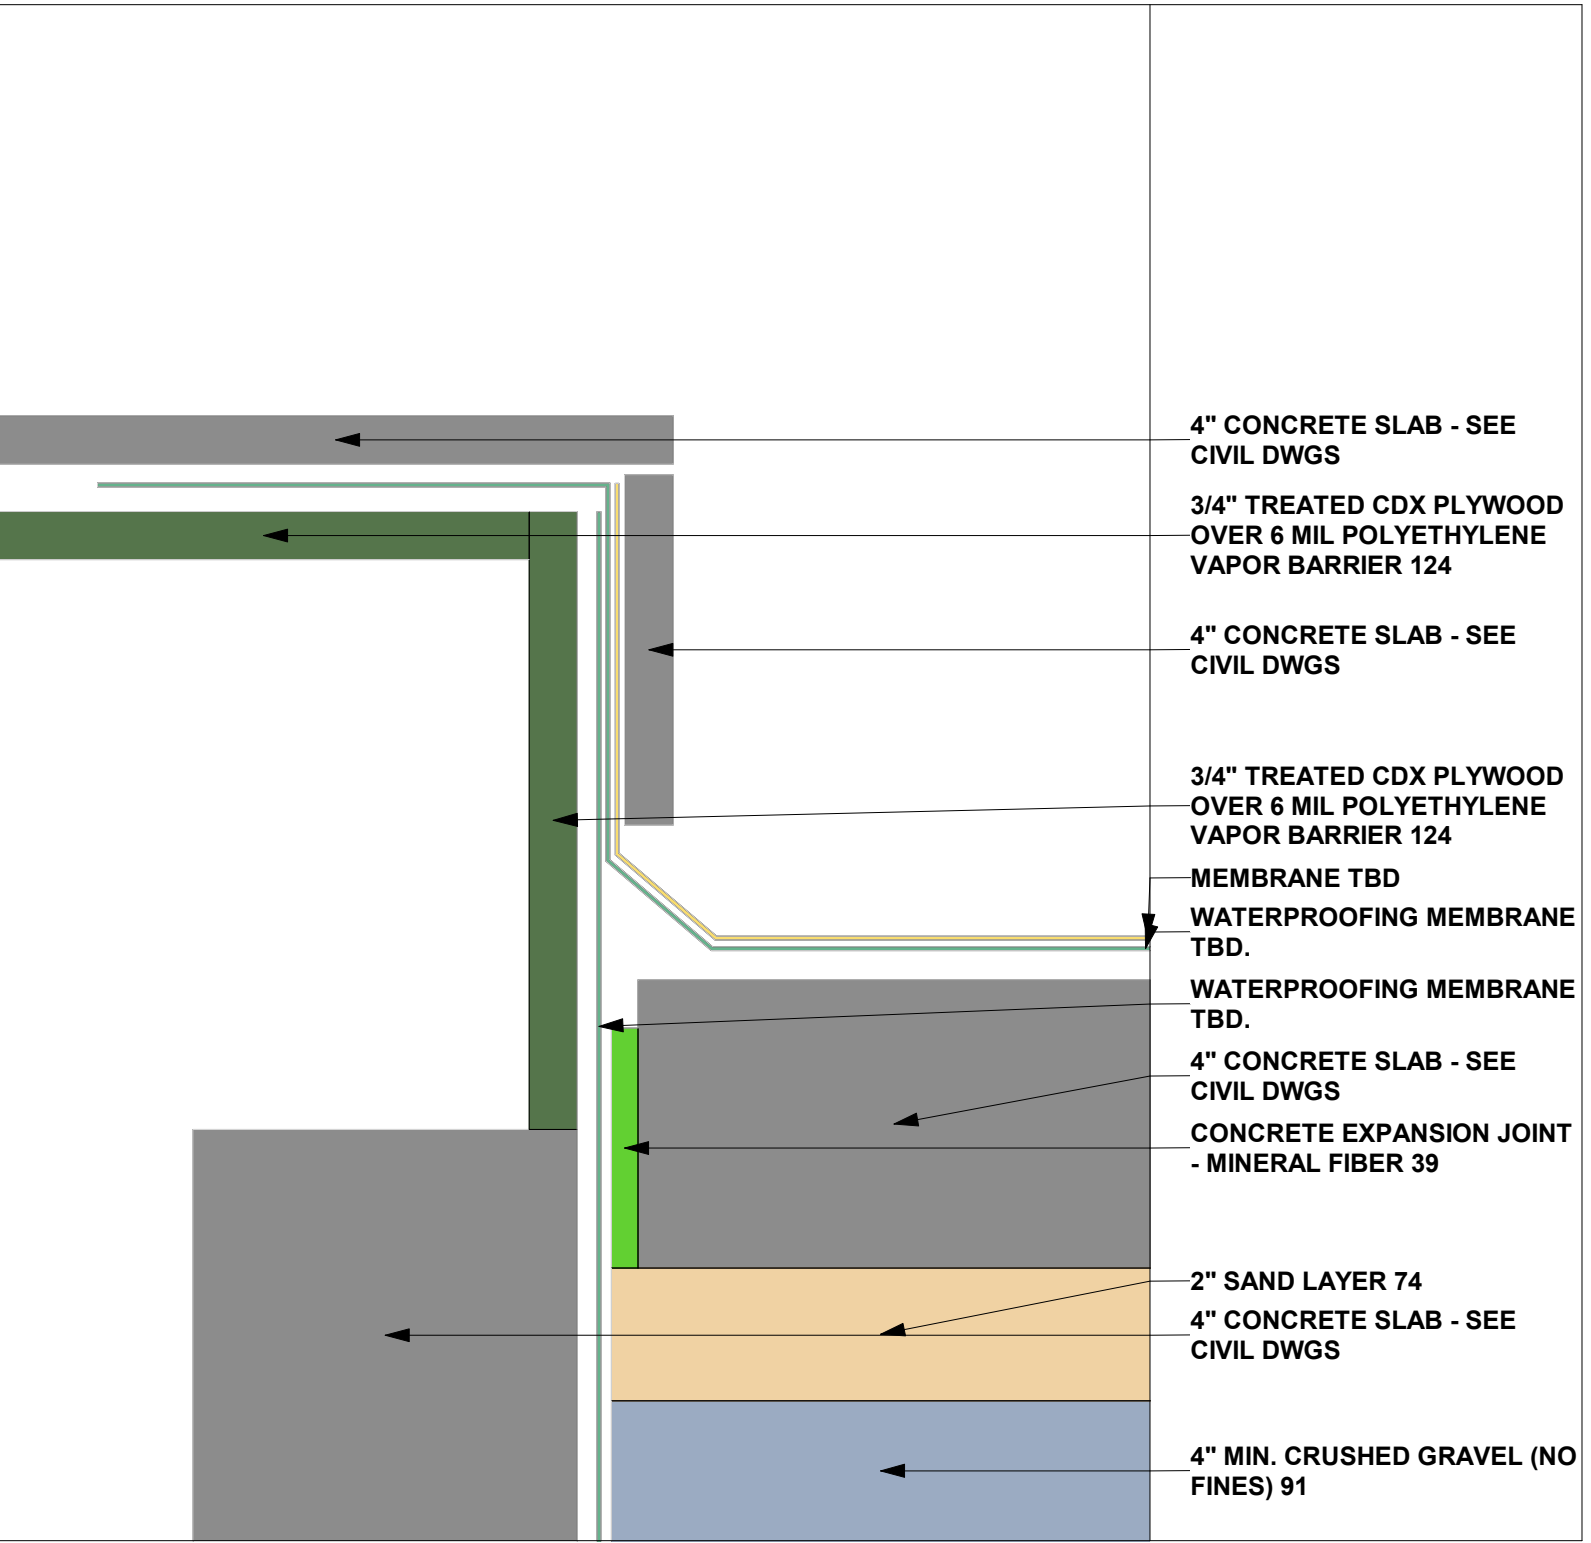 4" CONCRETE SLAB - SEE
CIVIL DWGS
3/4" TREATED CDX PLYWOOD
OVER 6 MIL POLYETHYLENE
VAPOR BARRIER 124
4" CONCRETE SLAB - SEE
CIVIL DWGS
3/4" TREATED CDX PLYWOOD
OVER 6 MIL POLYETHYLENE
VAPOR BARRIER 124
MEMBRANE TBD
WATERPROOFING MEMBRANE
TBD.
WATERPROOFING MEMBRANE
TBD.
4" CONCRETE SLAB - SEE
CIVIL DWGS
CONCRETE EXPANSION JOINT
- MINERAL FIBER 39
2" SAND LAYER 74
4" CONCRETE SLAB - SEE
CIVIL DWGS
4" MIN. CRUSHED GRAVEL (NO
FINES) 91